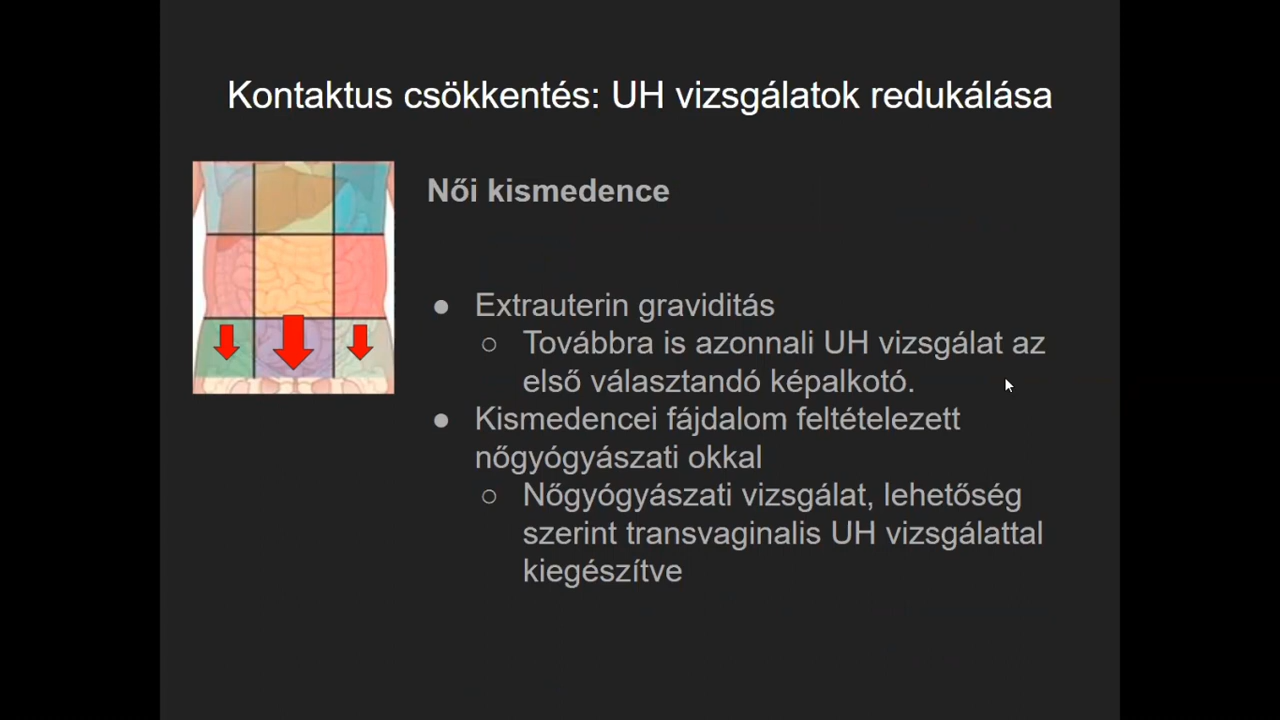 Kontaktus csökkentés: UH vizsgálatok redukálása
Női kismedence
● Extrauterin graviditás
○ Továbbra is azonnali UH vizsgálat az
első választandó képalkotó.
● Kismedencei fájdalom feltételezett
nőgyógyászati okkal
○ Nőgyógyászati vizsgálat, lehetőség
szerint transvaginalis UH vizsgálattal
kiegészítve